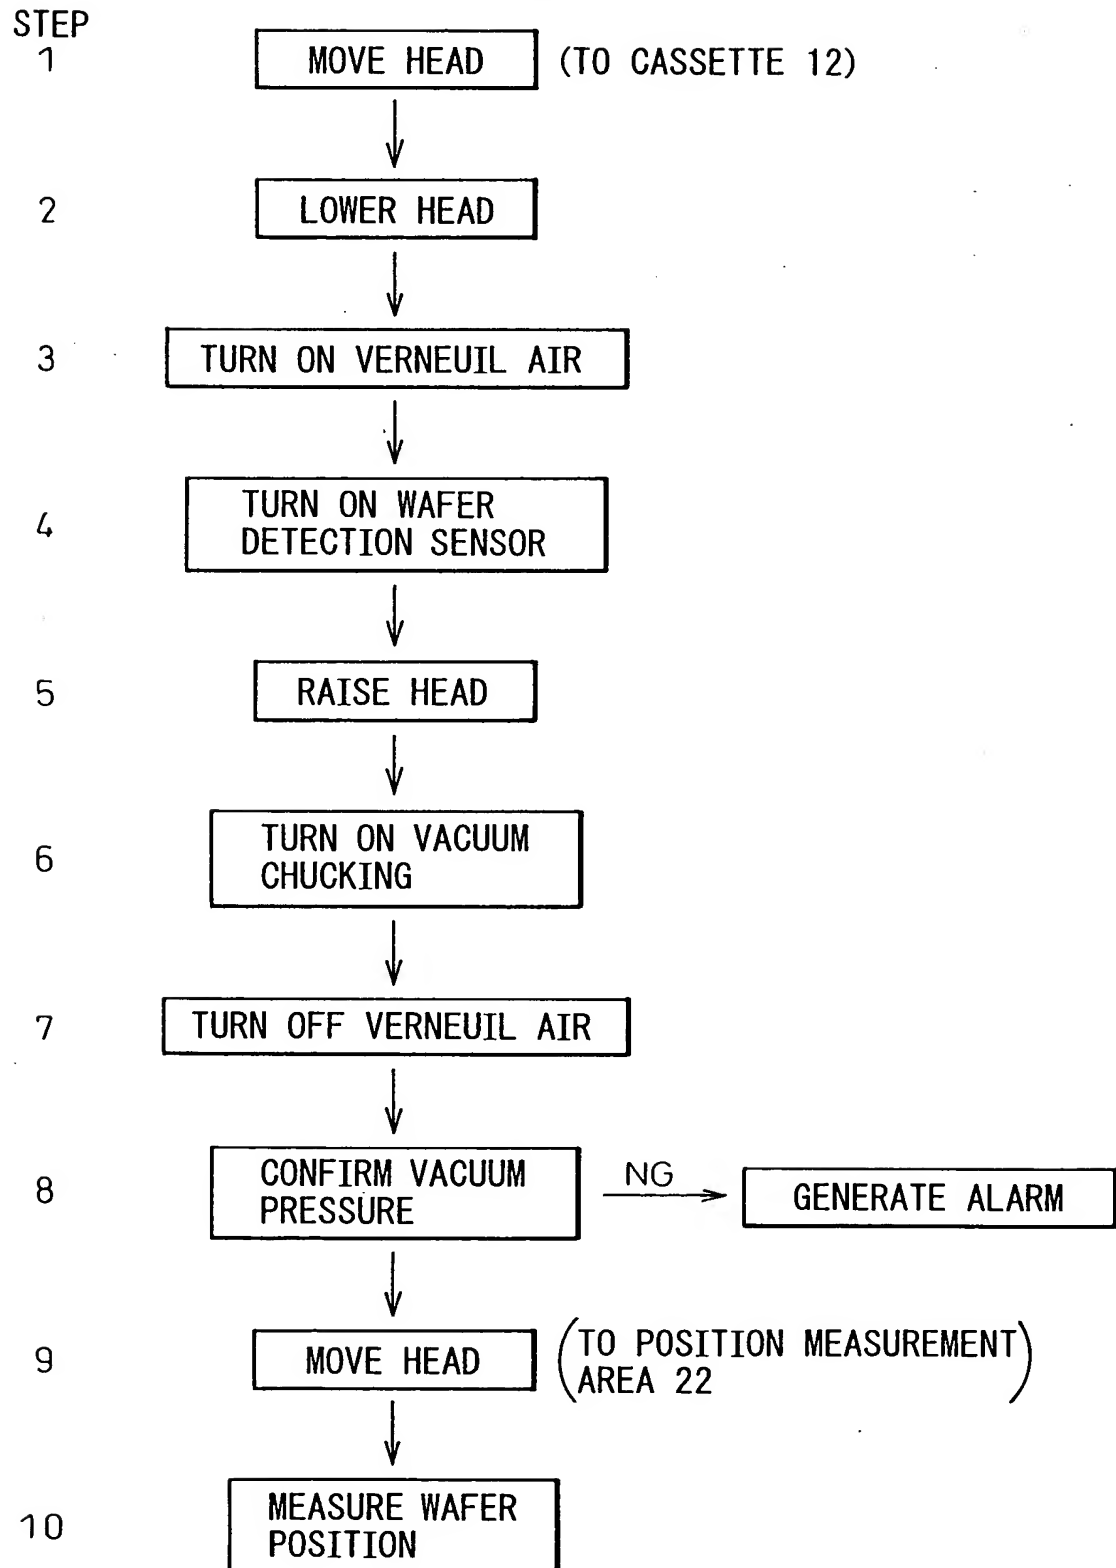 STEP
1 MOVE HEAD (TO CASSETTE 12)
2 LOWER HEAD
3 TURN ON VERNEUIL AIR
4 TURN ON WAFER
DETECTION SENSOR
5 RAISE HEAD
6 TURN ON VACUUM
CHUCKING
7 TURN OFF VERNEUIL AIR
8 CONFIRM VACUUM
PRESSURE
NG
GENERATE ALARM
9 MOVE HEAD
(TO POSITION MEASUREMENT
AREA 22)
10 MEASURE WAFER
POSITION